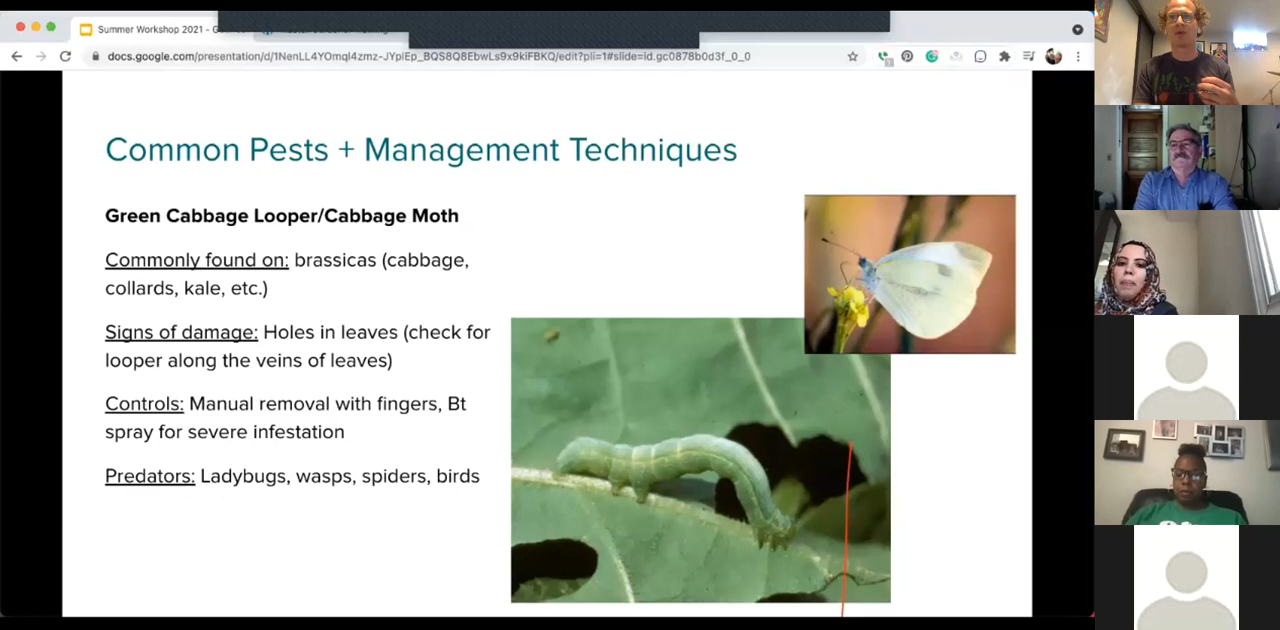 Summer Workshop 2021 - G
docs.google.com/presentation/d/1NenLL4YOmqI4zmz-JYpIEp_BQS8Q8EbwLs9x9kiFBKQ/edit?pli=1#slide=id.gc0878b0d3f_0_0
Common Pests + Management Techniques
Green Cabbage Looper/Cabbage Moth
Commonly found on: brassicas (cabbage,
collards, kale, etc.)
Signs of damage: Holes in leaves (check for
looper along the veins of leaves)
Controls: Manual removal with fingers, Bt
spray for severe infestation
Predators: Ladybugs, wasps, spiders, birds